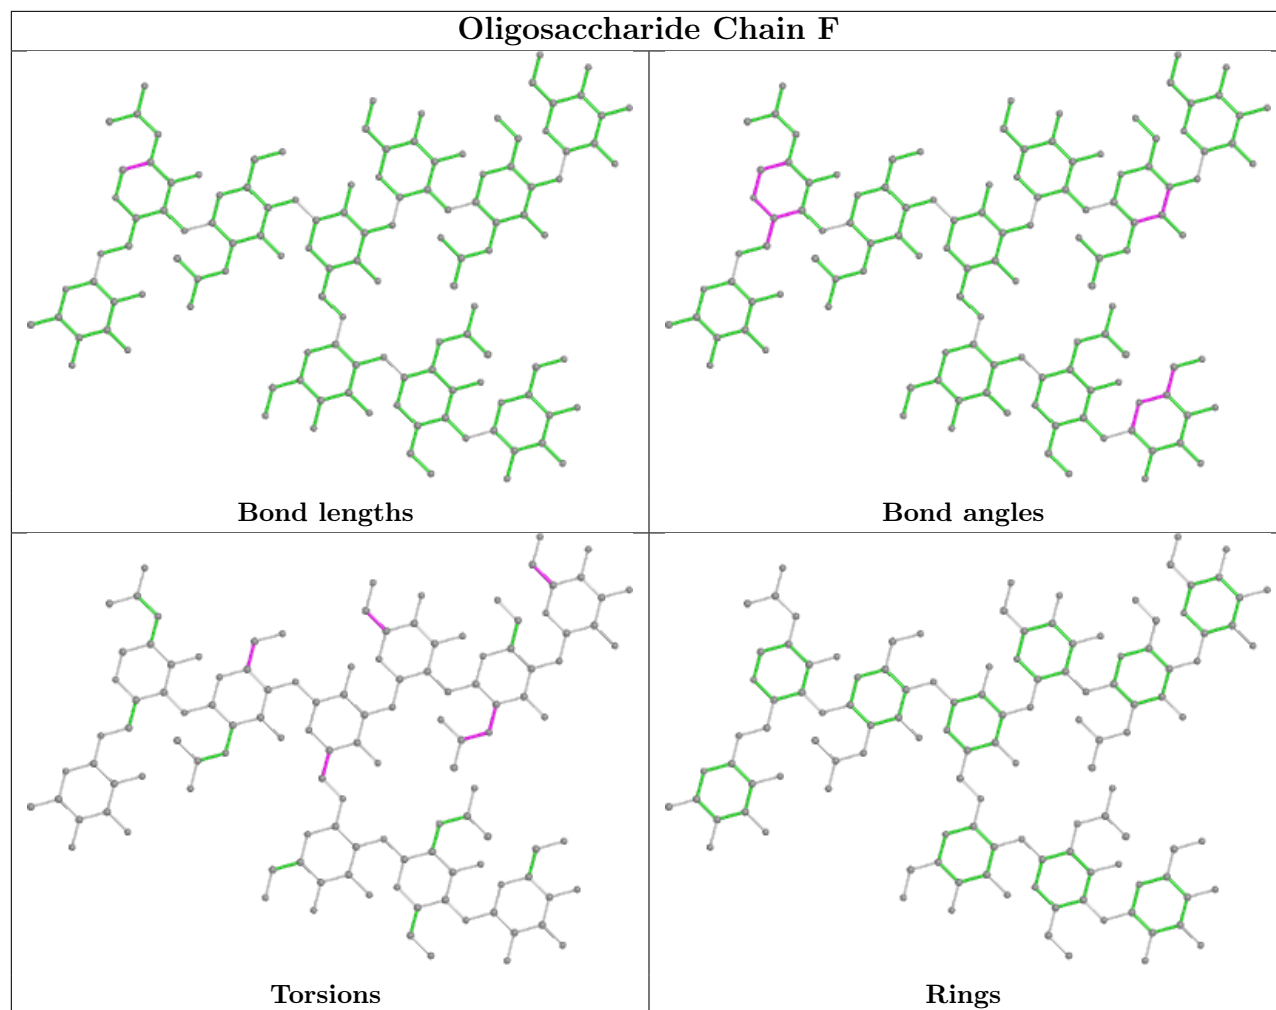 Oligosaccharide Chain F
Bond lengths
Bond angles
Torsions
Rings